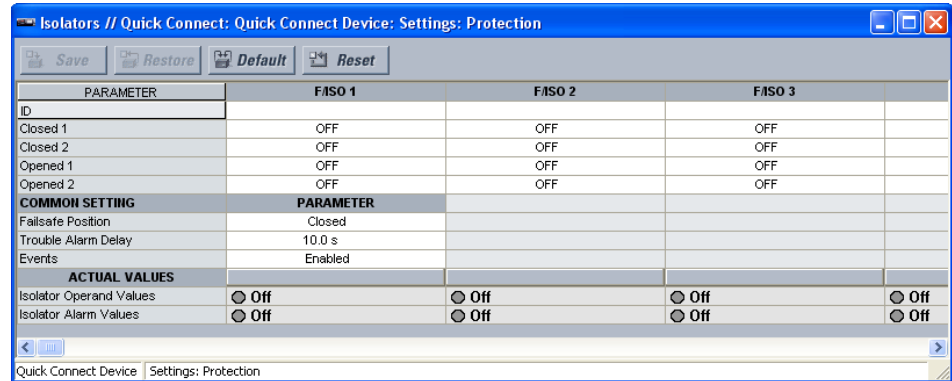 Isolators // Quick Connect: Quick Connect Device: Settings: Protection
Save Restore Default Reset
PARAMETER F/ISO 1 F/ISO 2 F/ISO 3
ID
Closed 1 OFF OFF OFF
Closed 2 OFF OFF OFF
Opened 1 OFF OFF OFF
Opened 2 OFF OFF OFF
COMMON SETTING PARAMETER
Failsafe Position Closed
Trouble Alarm Delay 10.0 s
Events Enabled
ACTUAL VALUES
Isolator Operand Values Off Off Off Off
Isolator Alarm Values Off Off Off Off
Quick Connect Device Settings: Protection